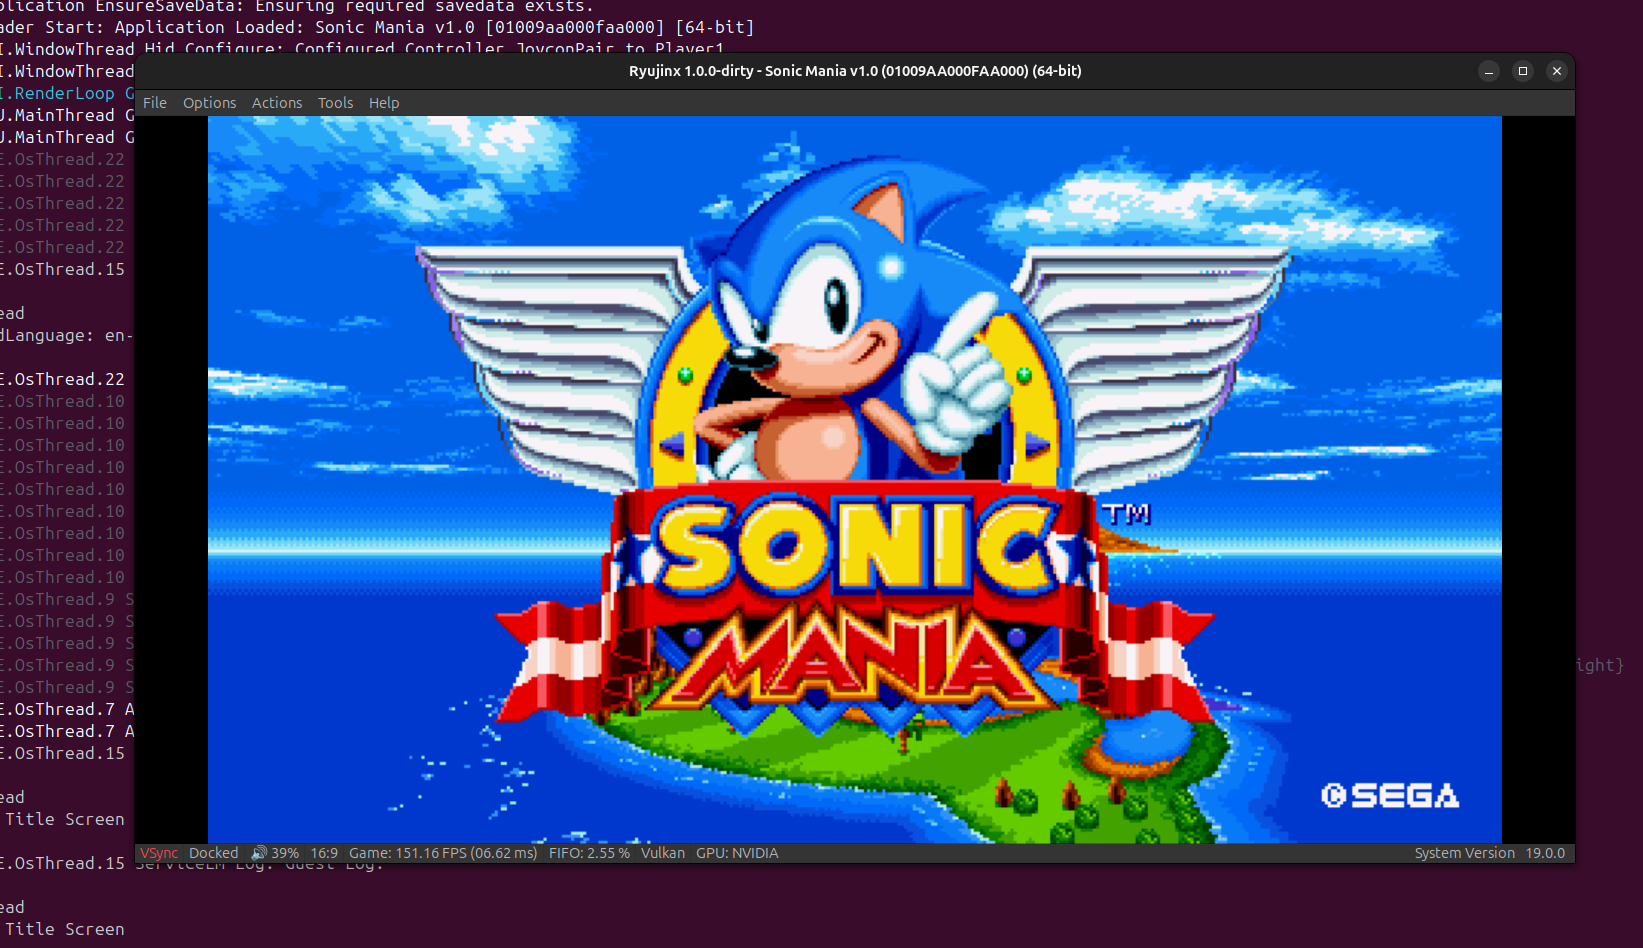 plication EnsureSaveData: Ensuring required savedata exists.
ader Start: Application Loaded: Sonic Mania v1.0 [01009aa000faa000] [64-bit]
I.WindowThread Hid Configure: Configured Controller JoyconPair to Player1
I.WindowThread
Ryujinx 1.0.0-dirty - Sonic Mania v1.0 (01009AA000FAA000) (64-bit)
I.RenderLoop G
File Options Actions Tools Help
U.MainThread G
U.MainThread G
E.OsThread.22
E.OsThread.22
E.OsThread.22
E.OsThread.22
E.OsThread.22
E.OsThread.15
ead
dLanguage: en-
E.OsThread.22
E.OsThread.10
E.OsThread.10
E.OsThread.10
E.OsThread.10
E.OsThread.10
E.OsThread.10
E.OsThread.10
E.OsThread.10
E.OsThread.10
E.OsThread.9 S
E.OsThread.9 S
E.OsThread.9 S
E.OsThread.9 S
ight}
E.OsThread.9 S
E.OsThread.7 A
E.OsThread.7 A
E.OsThread.15
SONIC TM
MANIA
© SEGA
ead
Title Screen
VSync Docked 🔊 39% 16:9 Game: 151.16 FPS (06.62 ms) FIFO: 2.55 % Vulkan GPU: NVIDIA System Version 19.0.0
E.OsThread.15 ServiceLM Log: Guest Log:
ead
Title Screen